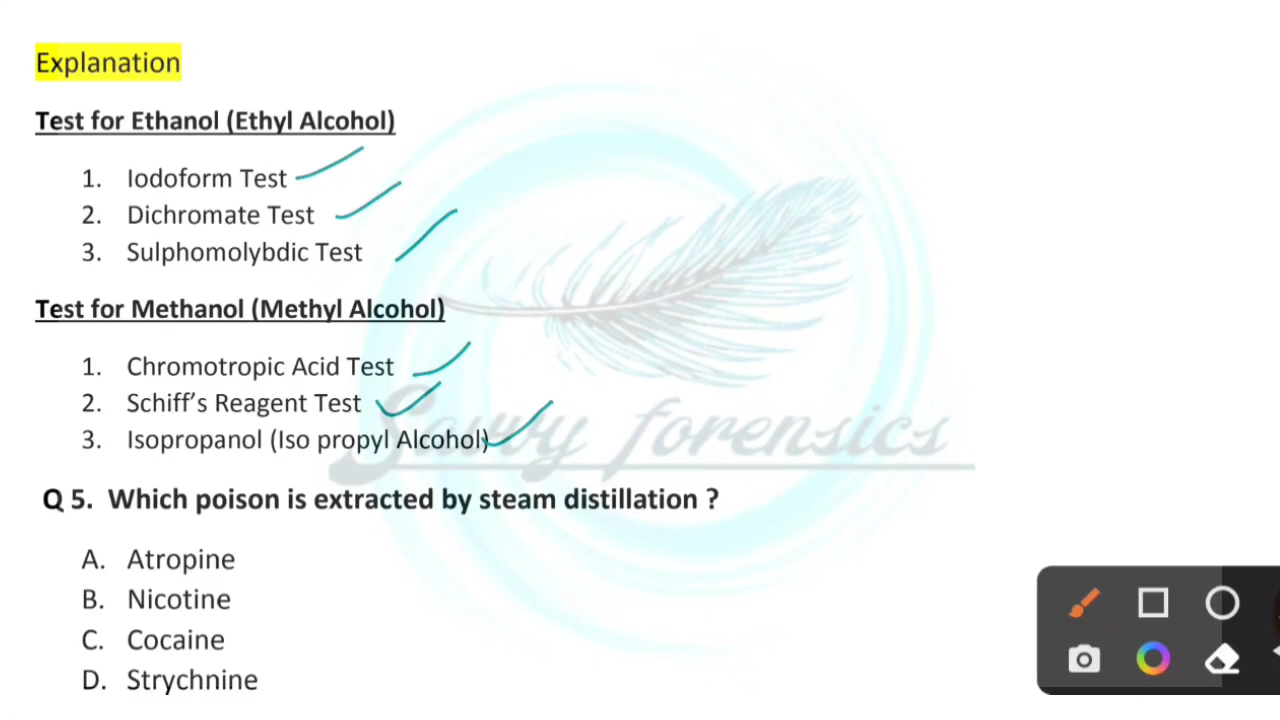 Explanation
Test for Ethanol (Ethyl Alcohol)
1. Iodoform Test
2. Dichromate Test
3. Sulphomolybdic Test
Test for Methanol (Methyl Alcohol)
1. Chromotropic Acid Test
2. Schiff’s Reagent Test
3. Isopropanol (Iso propyl Alcohol)
Savvy forensics
Q 5. Which poison is extracted by steam distillation ?
A. Atropine
B. Nicotine
C. Cocaine
D. Strychnine